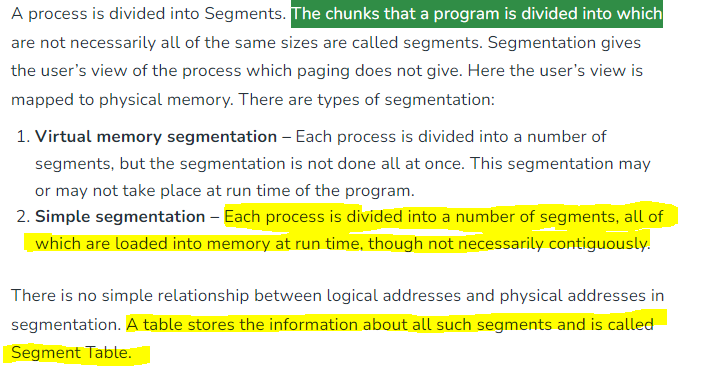 A process is divided into Segments. The chunks that a program is divided into which
are not necessarily all of the same sizes are called segments. Segmentation gives
the user's view of the process which paging does not give. Here the user's view is
mapped to physical memory. There are types of segmentation:
1. Virtual memory segmentation – Each process is divided into a number of
segments, but the segmentation is not done all at once. This segmentation may
or may not take place at run time of the program.
2. Simple segmentation – Each process is divided into a number of segments, all of
which are loaded into memory at run time, though not necessarily contiguously.
There is no simple relationship between logical addresses and physical addresses in
segmentation. A table stores the information about all such segments and is called
Segment Table.